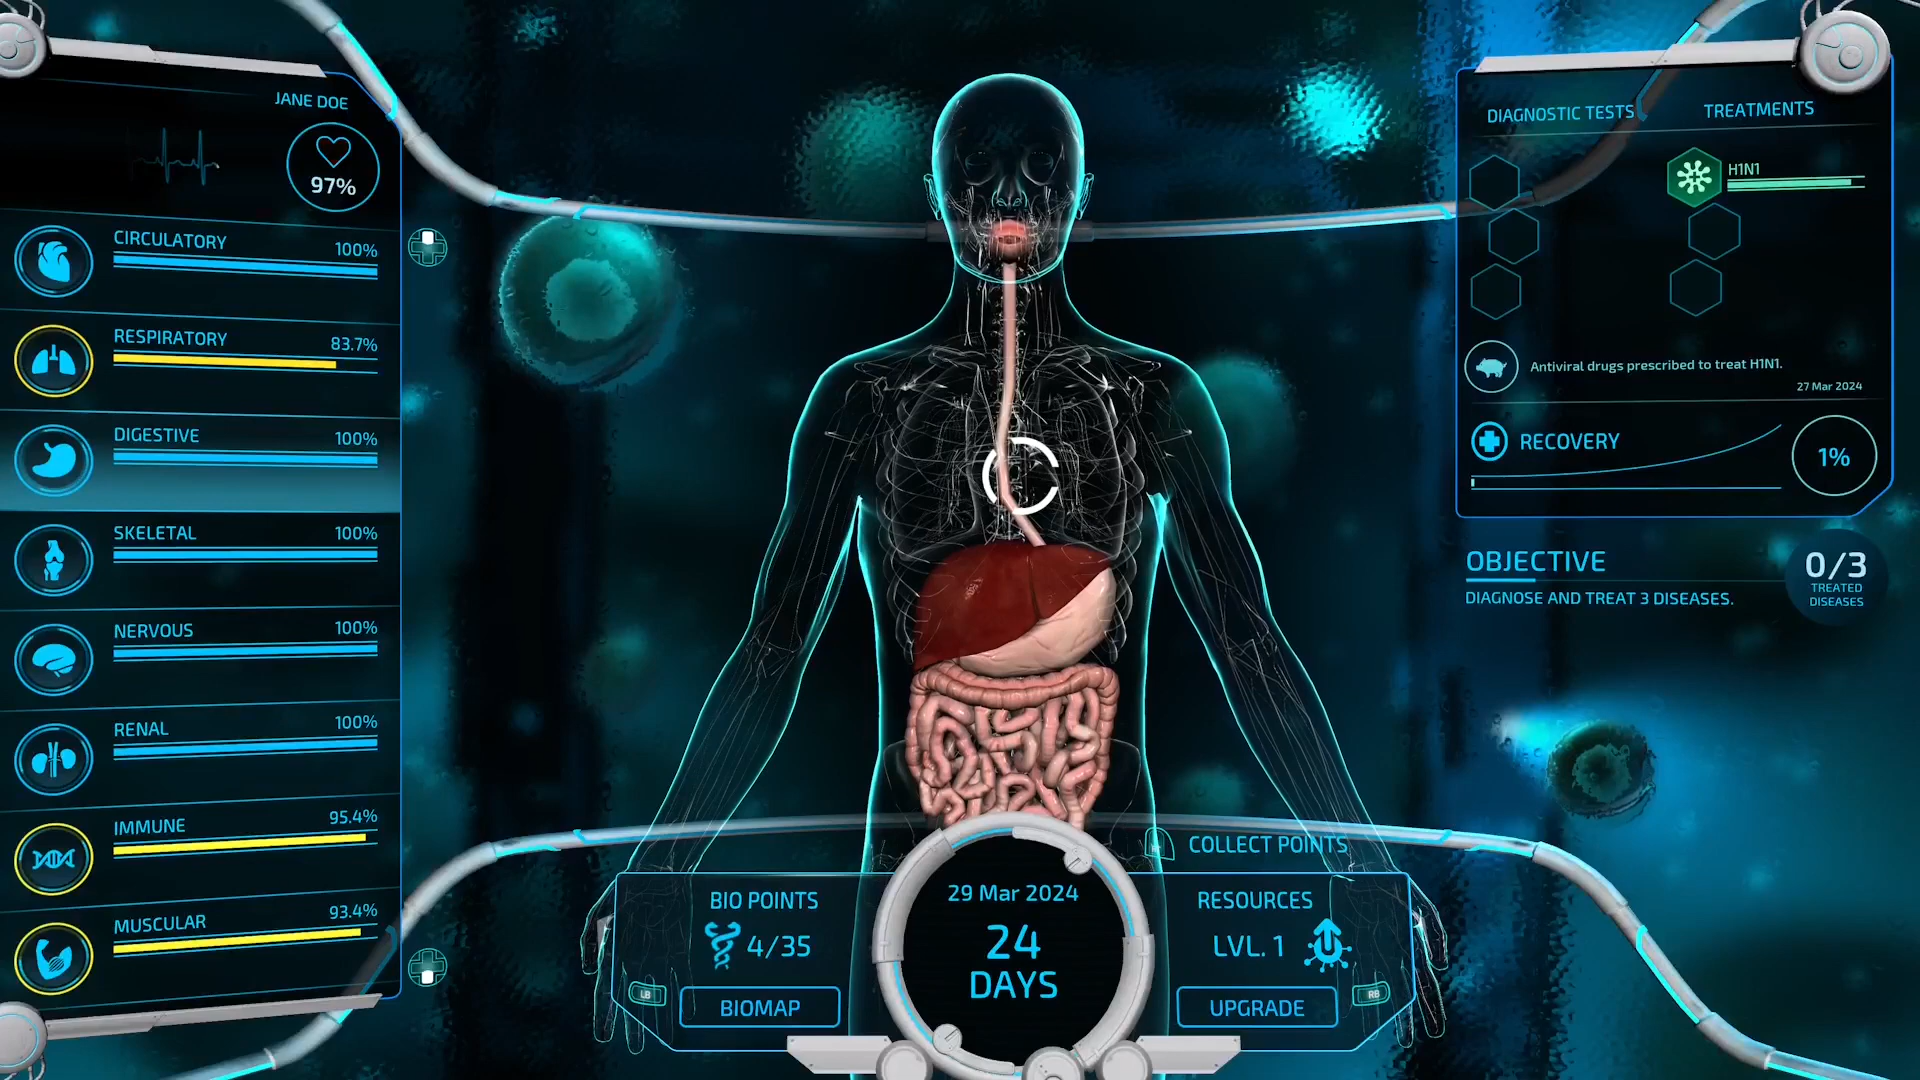 JANE DOE
97%
CIRCULATORY 100%
RESPIRATORY 83.7%
DIGESTIVE 100%
SKELETAL 100%
NERVOUS 100%
RENAL 100%
IMMUNE 95.4%
MUSCULAR 93.4%
DIAGNOSTIC TESTS TREATMENTS
H1N1
Antiviral drugs prescribed to treat H1N1.
27 Mar 2024
RECOVERY 1%
OBJECTIVE
DIAGNOSE AND TREAT 3 DISEASES.
0/3
TREATED
DISEASES
COLLECT POINTS
BIO POINTS
4/35
LB
BIOMAP
29 Mar 2024
24
DAYS
RESOURCES
LVL. 1
UPGRADE
RB